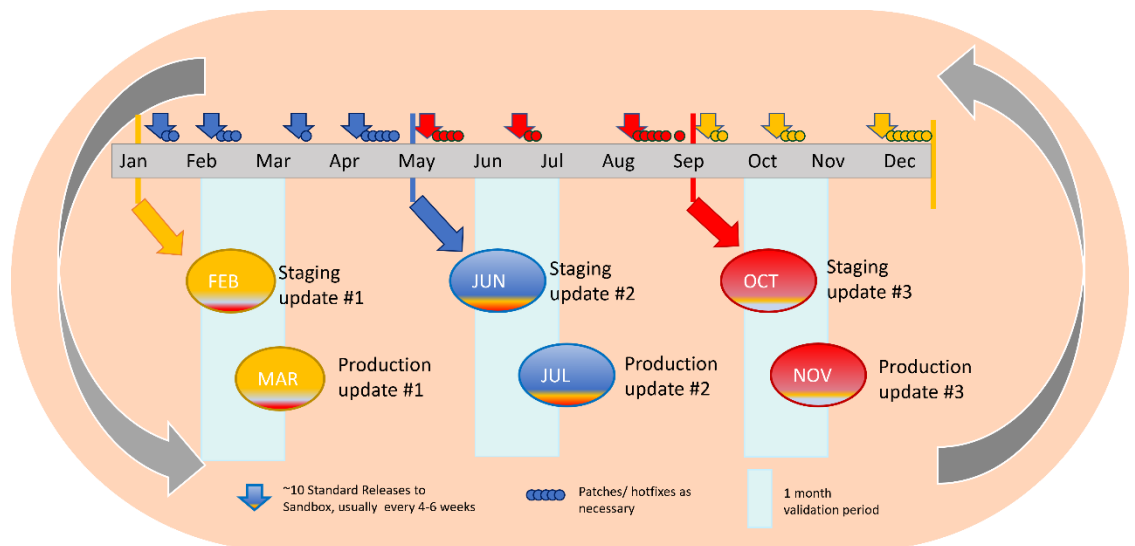 Jan Feb Mar Apr May Jun Jul Aug Sep Oct Nov Dec
FEB
Staging
update #1
JUN
Staging
update #2
OCT
Staging
update #3
MAR
Production
update #1
JUL
Production
update #2
NOV
Production
update #3
~10 Standard Releases to
Sandbox, usually every 4-6 weeks
Patches/ hotfixes as
necessary
1 month
validation period